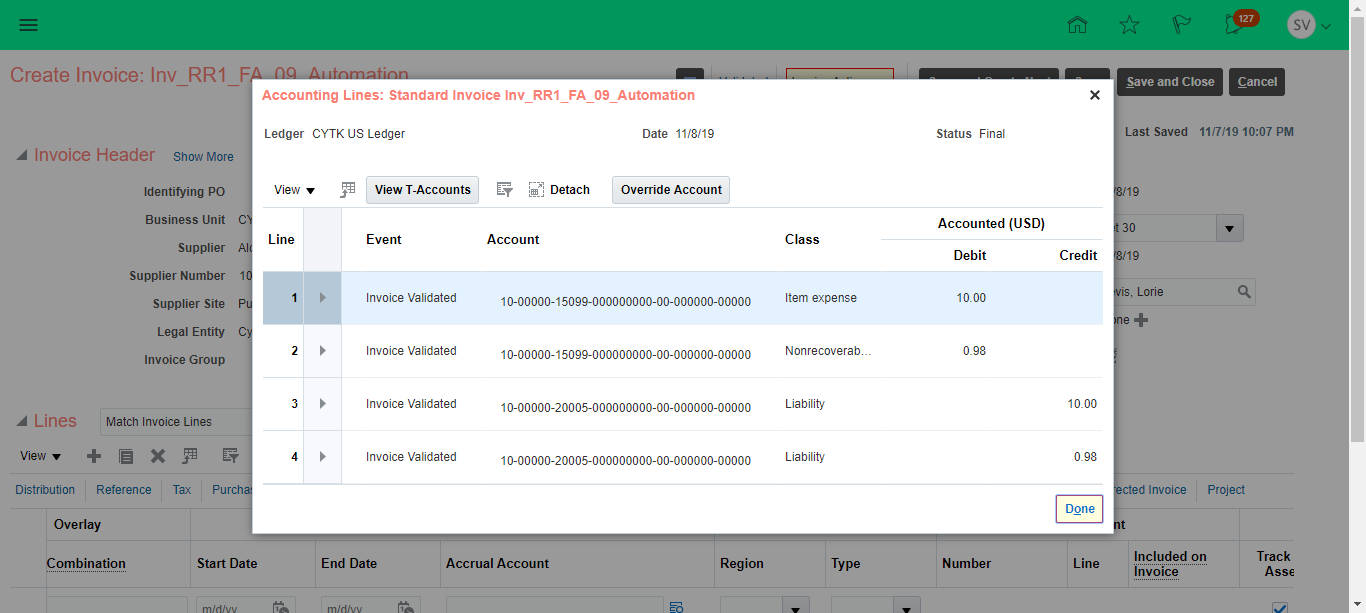 127
SV
Create Invoice: Inv_RR1_FA_09_Automation
Save and Close
Cancel
Accounting Lines: Standard Invoice Inv_RR1_FA_09_Automation
Ledger CYTK US Ledger
Date 11/8/19
Status Final
Last Saved 11/7/19 10:07 PM
Invoice Header Show More
View
View T-Accounts
Detach
Override Account
Identifying PO
Business Unit CY
Supplier
Supplier Number 10
Supplier Site Pu
Legal Entity Cy
Invoice Group
/8/19
30
/8/19
Lorie
Line Event Account Class Accounted (USD)
Debit Credit
1 Invoice Validated 10-00000-15099-000000000-00-000000-00000 Item expense 10.00
2 Invoice Validated 10-00000-15099-000000000-00-000000-00000 Nonrecoverab... 0.98
3 Invoice Validated 10-00000-20005-000000000-00-000000-00000 Liability 10.00
4 Invoice Validated 10-00000-20005-000000000-00-000000-00000 Liability 0.98
Done
Lines
Match Invoice Lines
View
Distribution Reference Tax Purchas
rected Invoice Project
Overlay
nt
Combination Start Date End Date Accrual Account Region Type Number Line Included on Invoice Track Asse
m/d/yy m/d/yy